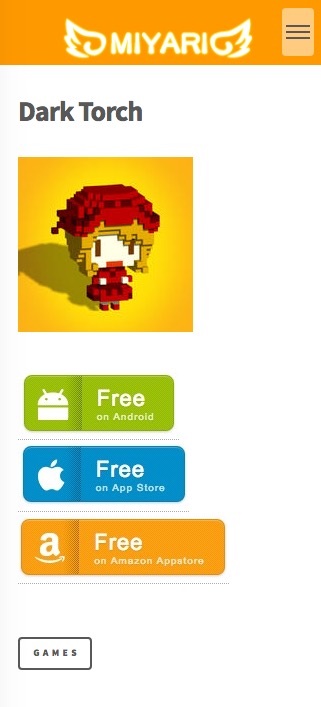 MIYARI
Dark Torch
Free
on Android
Free
on App Store
a
Free
on Amazon Appstore
GAMES